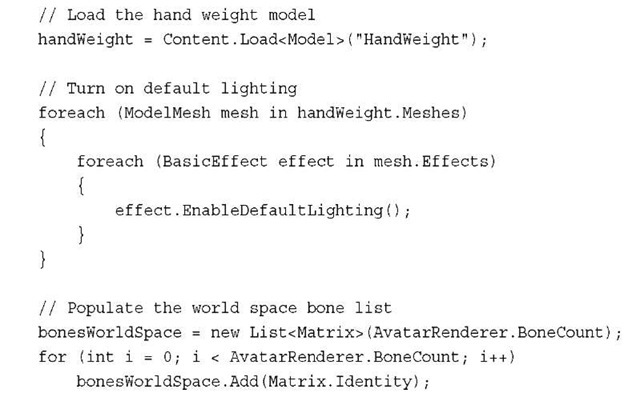 // Load the hand weight model
handWeight = Content.Load<Model>("HandWeight");
// Turn on default lighting
foreach (ModelMesh mesh in handWeight.Meshes)
{
foreach (BasicEffect effect in mesh.Effects)
{
effect.EnableDefaultLighting();
}
}
// Populate the world space bone list
bonesWorldSpace = new List<Matrix>(AvatarRenderer.BoneCount);
for (int i = 0; i < AvatarRenderer.BoneCount; i++)
bonesWorldSpace.Add(Matrix.Identity);